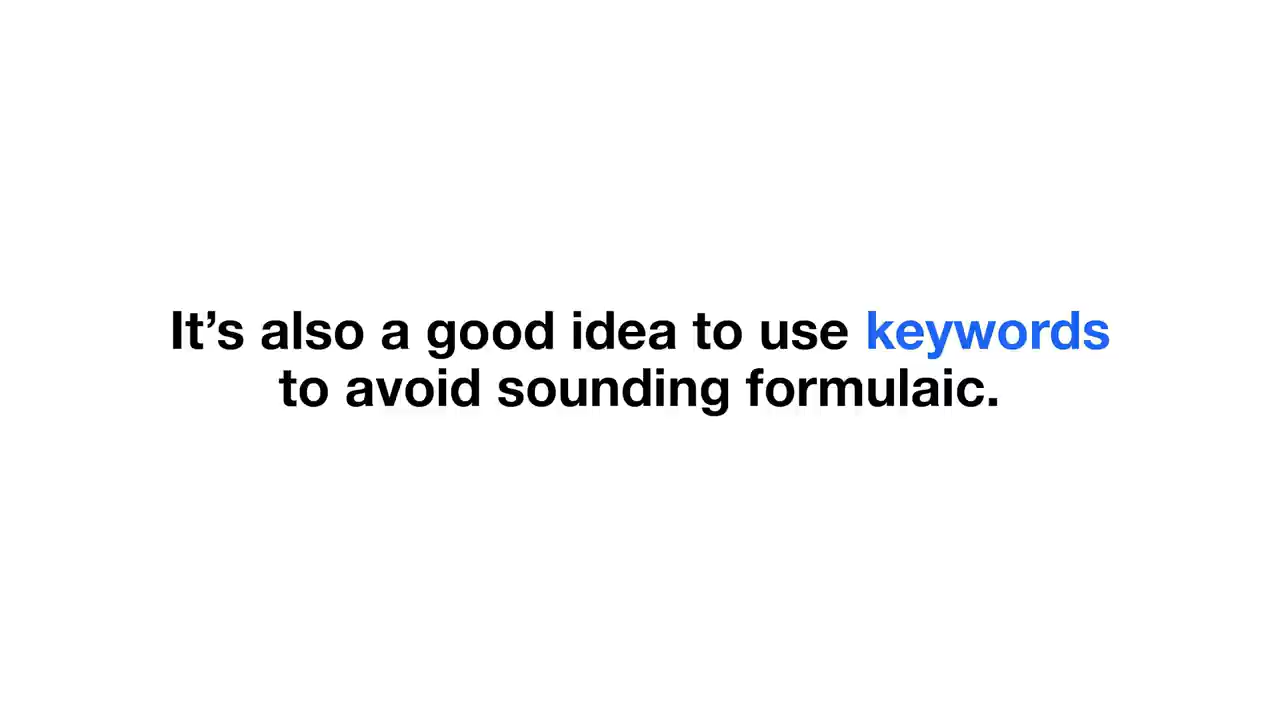 It’s also a good idea to use keywords
to avoid sounding formulaic.